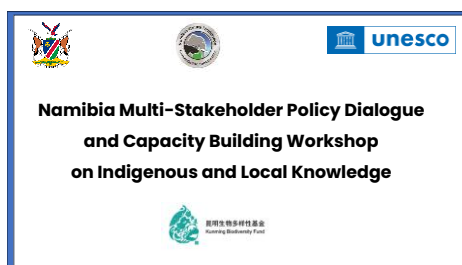 unesco
Namibia Multi-Stakeholder Policy Dialogue
and Capacity Building Workshop
on Indigenous and Local Knowledge
昆明生物多样性基金
Kunming Biodiversity Fund